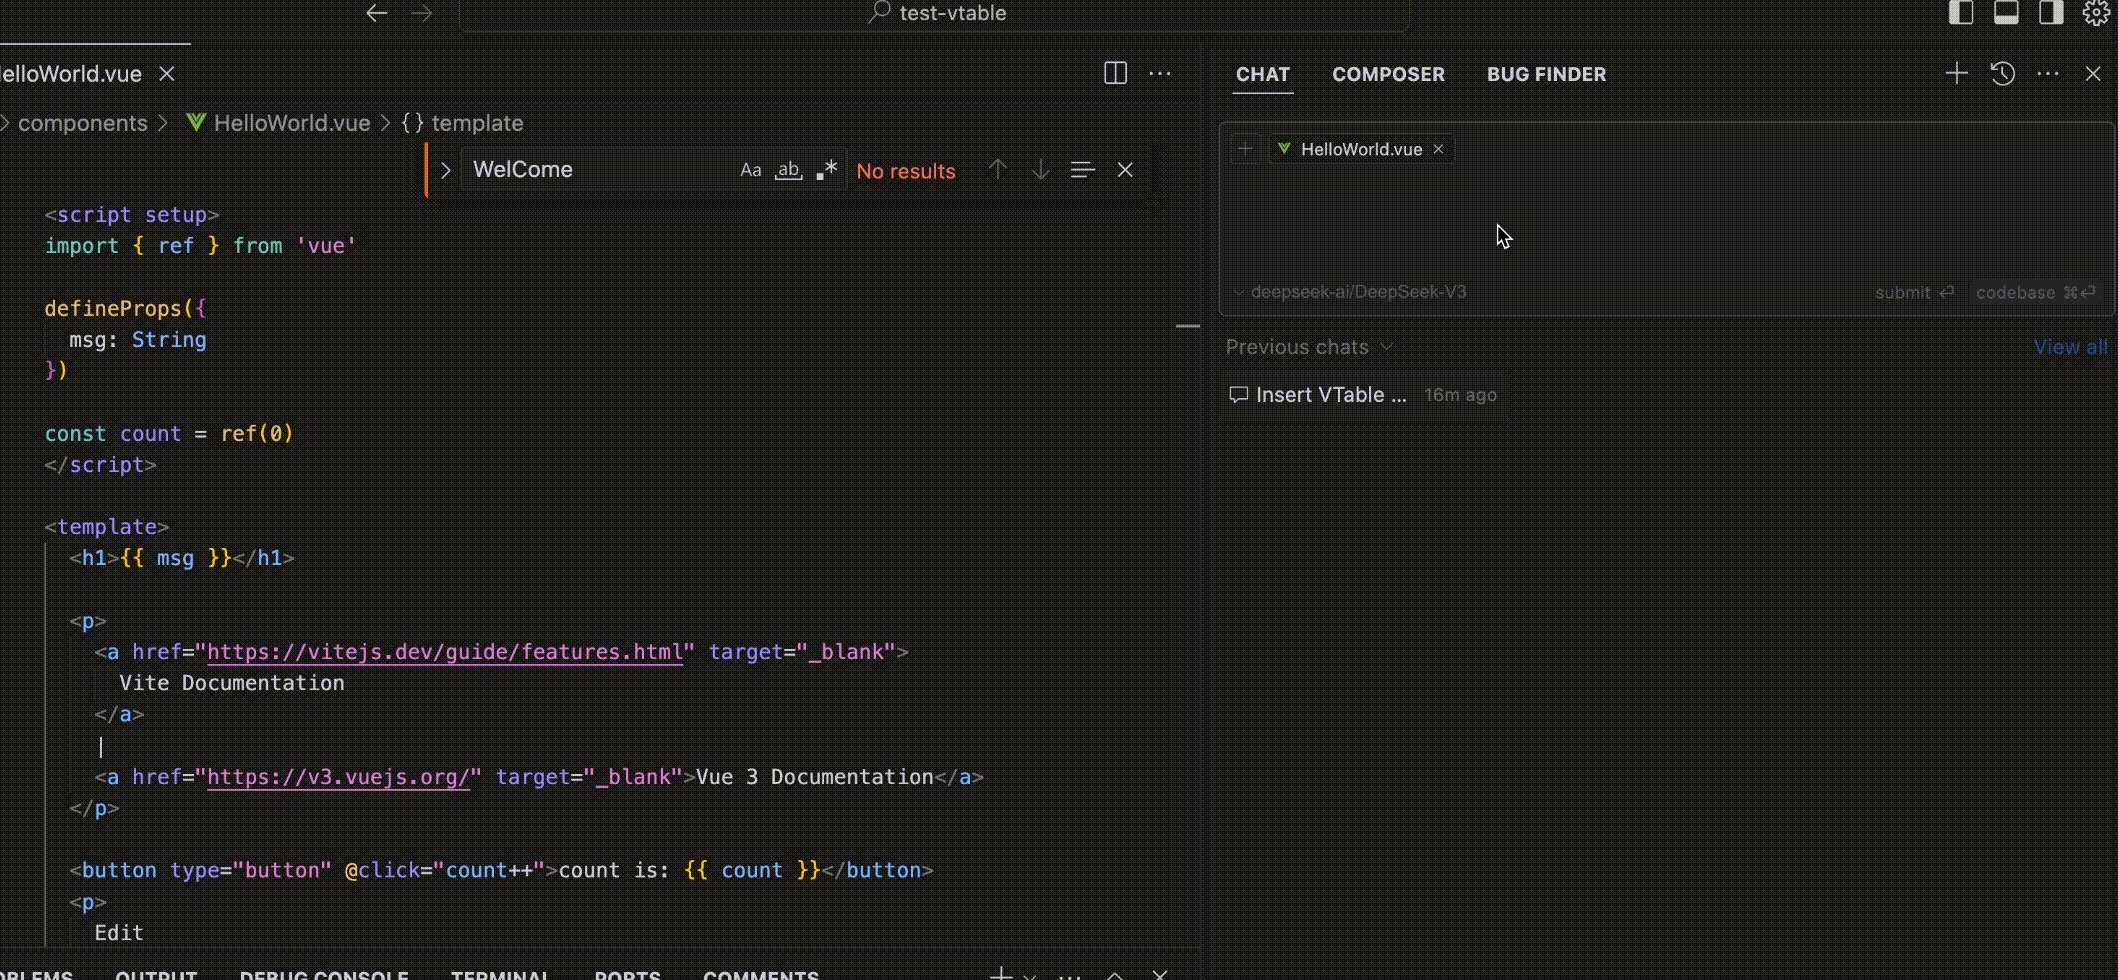 test-vtable
elloWorld.vue
components > HelloWorld.vue > {} template
WelCome Aa ab .* No results
<script setup>
import { ref } from 'vue'
defineProps({
msg: String
})
const count = ref(0)
</script>
<template>
<h1>{{ msg }}</h1>
<p>
<a href="https://vitejs.dev/guide/features.html" target="_blank">
Vite Documentation
</a>
|
<a href="https://v3.vuejs.org/" target="_blank">Vue 3 Documentation</a>
</p>
<button type="button" @click="count++">count is: {{ count }}</button>
<p>
Edit
OBLEMS OUTPUT DEBUG CONSOLE TERMINAL PORTS COMMENTS
CHAT COMPOSER BUG FINDER
HelloWorld.vue
deepseek-ai/DeepSeek-V3 submit ⏎ codebase ⌘⏎
Previous chats View all
Insert VTable ... 16m ago